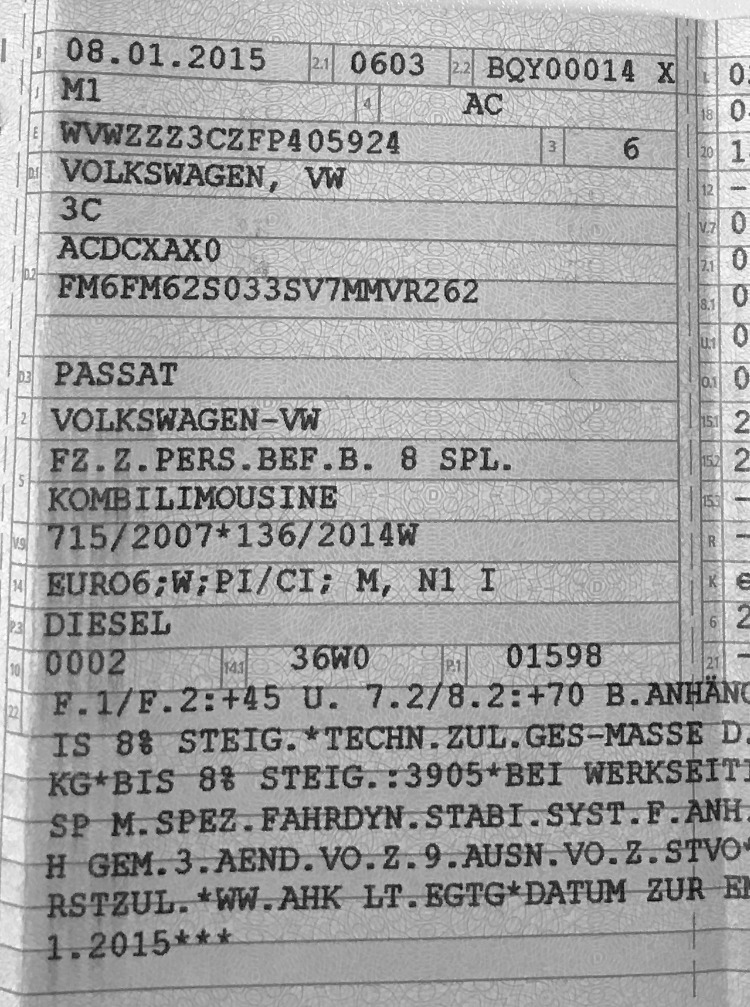 B 08.01.2015 2.1 0603 2.2 BQY00014 X L 0
J M1 4 AC 18 0
E WVWZZZ3CZFP405924 3 6 20 1
D.1 VOLKSWAGEN, VW 12 –
3C V.7 0
D.2 ACDCXAX0 7.1 0
FM6FM62S033SV7MMVR262 8.1 0
U.1 0
D.3 PASSAT O.1 0
2 VOLKSWAGEN-VW 15.1 2
5 FZ.Z.PERS.BEF.B. 8 SPL. 15.2 2
KOMBILIMOUSINE 15.3 –
V.9 715/2007*136/2014W R –
14 EURO6;W;PI/CI; M, N1 I K e
P.3 DIESEL 6 2
10 0002 14.1 36W0 P.1 01598 21 –
22 F.1/F.2:+45 U. 7.2/8.2:+70 B.ANHÄNG
IS 8% STEIG.*TECHN.ZUL.GES-MASSE D.
KG*BIS 8% STEIG.:3905*BEI WERKSEITI
SP M.SPEZ.FAHRDYN.STABI.SYST.F.ANH.
H GEM.3.AEND.VO.Z.9.AUSN.VO.Z.STVO*
RSTZUL.*WW.AHK LT.EGTG*DATUM ZUR EM
1.2015***